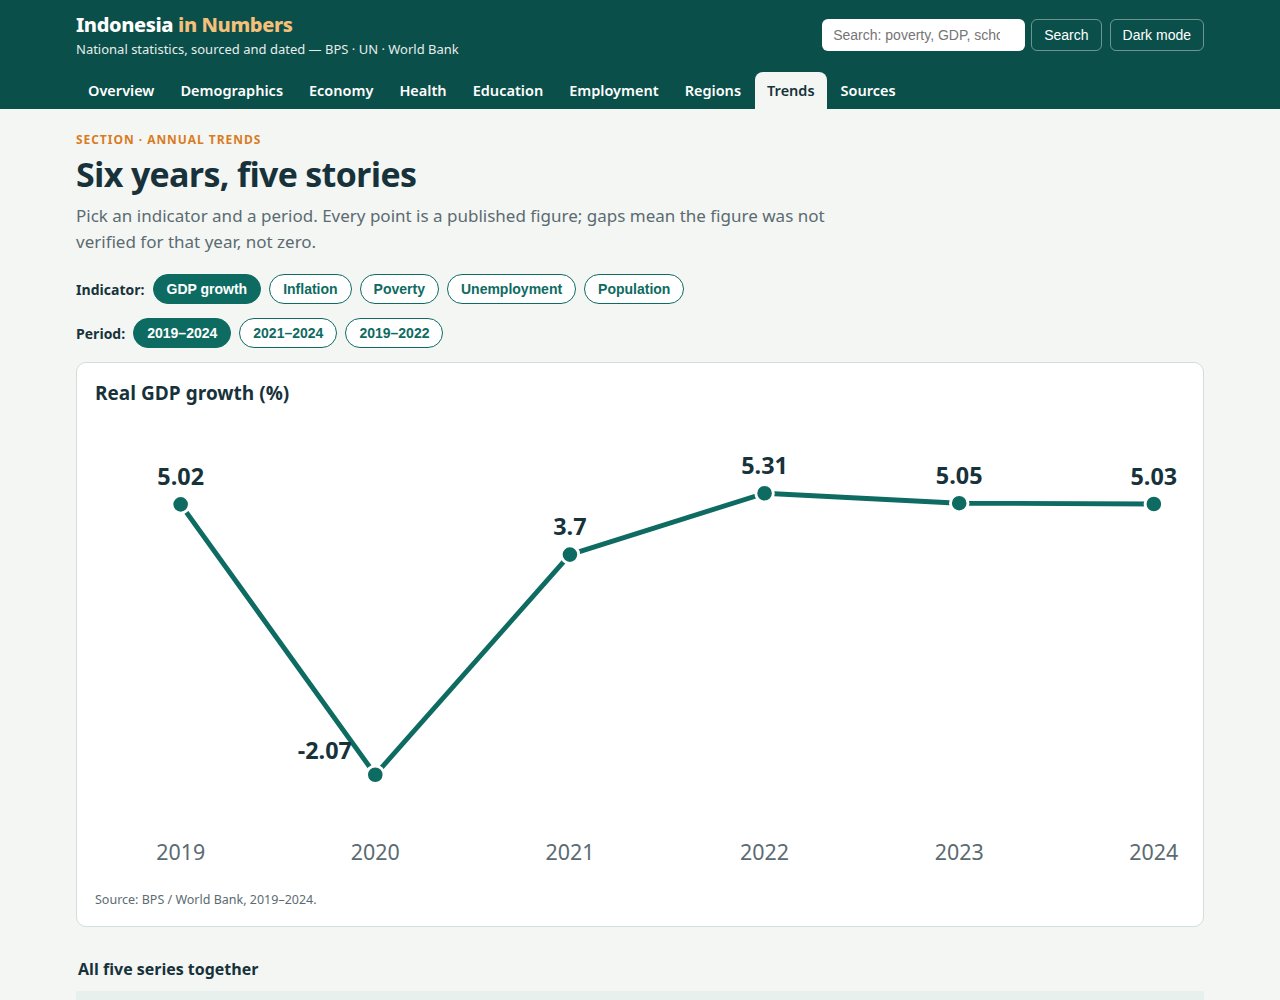 Indonesia in Numbers
National statistics, sourced and dated — BPS · UN · World Bank
Search: poverty, GDP, scho
Search
Dark mode
Overview
Demographics
Economy
Health
Education
Employment
Regions
Trends
Sources
SECTION · ANNUAL TRENDS
Six years, five stories
Pick an indicator and a period. Every point is a published figure; gaps mean the figure was not
verified for that year, not zero.
Indicator: GDP growth Inflation Poverty Unemployment Population
Period: 2019–2024 2021–2024 2019–2022
Real GDP growth (%)
5.02
-2.07
3.7
5.31
5.05
5.03
2019 2020 2021 2022 2023 2024
Source: BPS / World Bank, 2019–2024.
All five series together